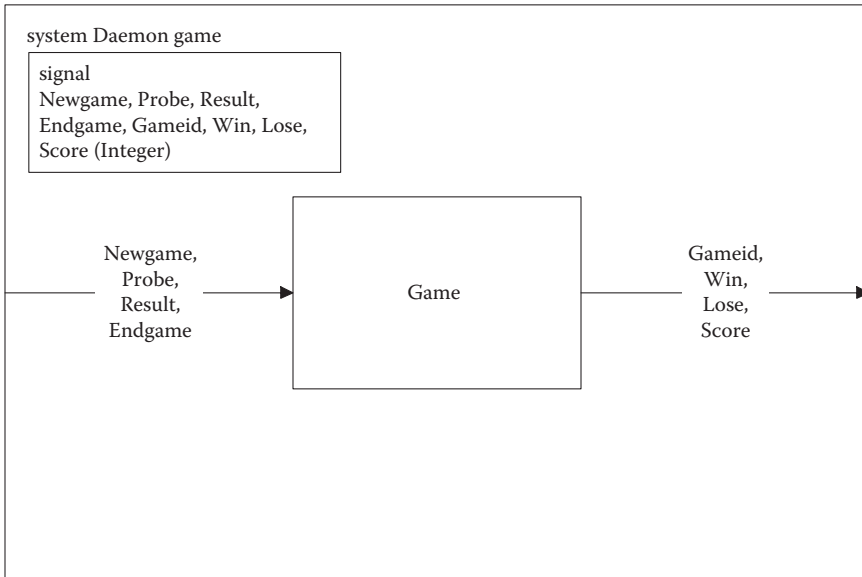 system Daemon game
signal
Newgame, Probe, Result,
Endgame, Gameid, Win, Lose,
Score (Integer)
Newgame,
Probe,
Result,
Endgame
Game
Gameid,
Win,
Lose,
Score